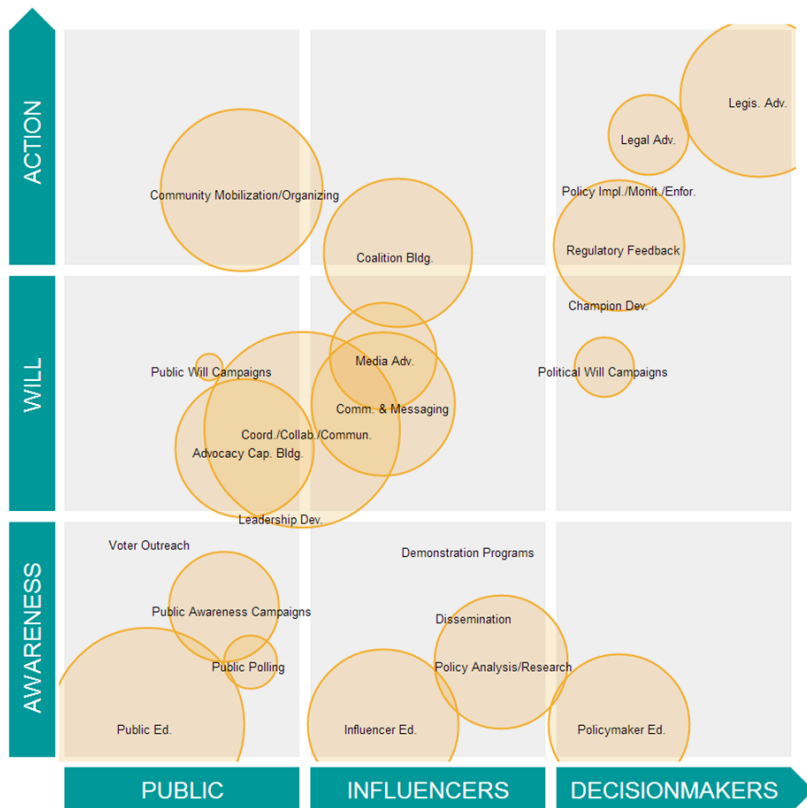 ACTION
Legis. Adv.
Legal Adv.
Community Mobilization/Organizing
Policy Impl./Monit./Enfor.
Coalition Bldg.
Regulatory Feedback
WILL
Champion Dev.
Public Will Campaigns
Media Adv.
Political Will Campaigns
Comm. & Messaging
Coord./Collab./Commun.
Advocacy Cap. Bldg.
Leadership Dev.
AWARENESS
Voter Outreach
Demonstration Programs
Public Awareness Campaigns
Dissemination
Public Polling
Policy Analysis/Research
Public Ed.
Influencer Ed.
Policymaker Ed.
PUBLIC
INFLUENCERS
DECISIONMAKERS